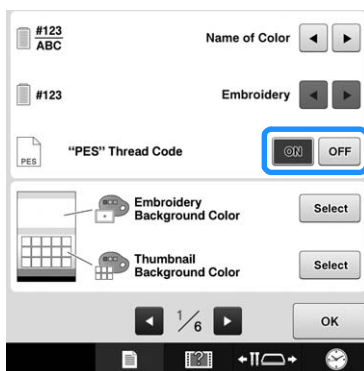 #123
ABC
Name of Color
#123
Embroidery
PES
"PES" Thread Code
ON
OFF
Embroidery
Background Color
Select
Thumbnail
Background Color
Select
1/6
OK
?